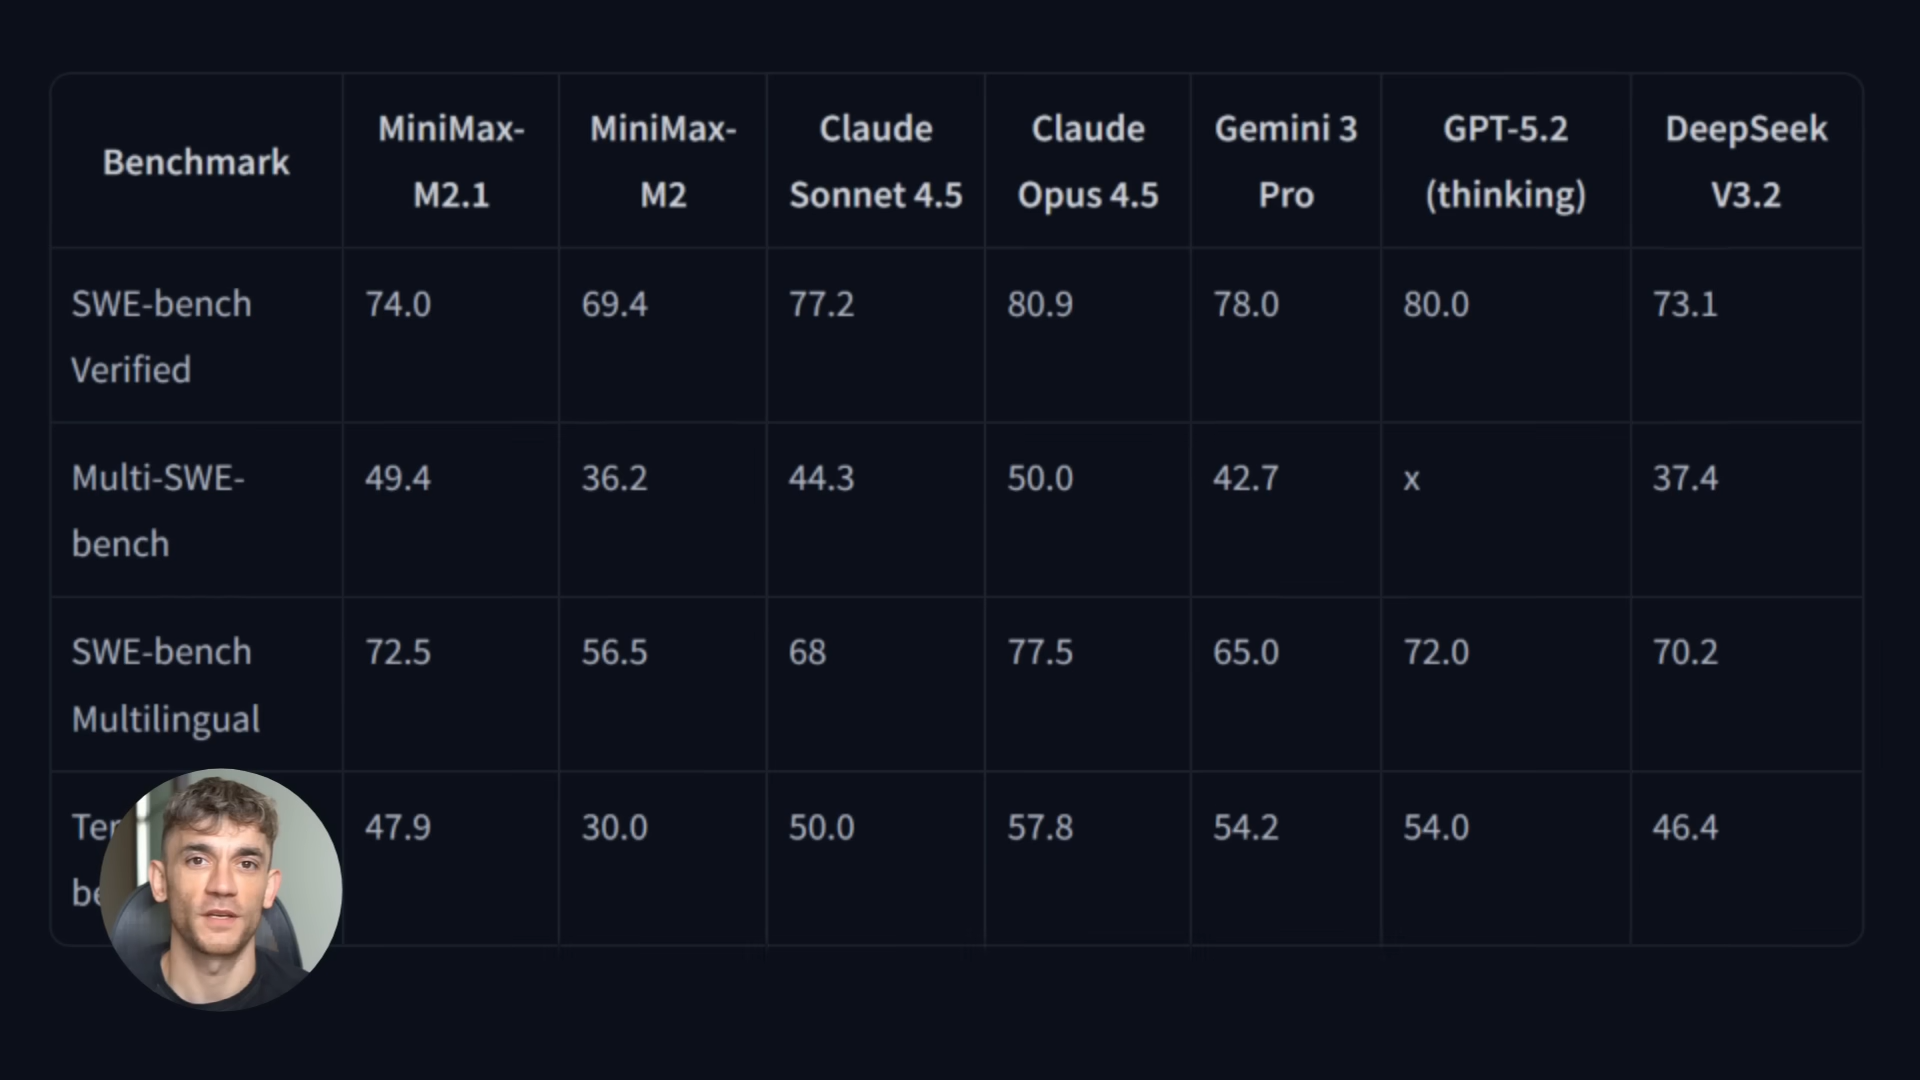 Benchmark
MiniMax-
M2.1
MiniMax-
M2
Claude
Sonnet 4.5
Claude
Opus 4.5
Gemini 3
Pro
GPT-5.2
(thinking)
DeepSeek
V3.2
SWE-bench
Verified
74.0
69.4
77.2
80.9
78.0
80.0
73.1
Multi-SWE-
bench
49.4
36.2
44.3
50.0
42.7
x
37.4
SWE-bench
Multilingual
72.5
56.5
68
77.5
65.0
72.0
70.2
47.9
30.0
50.0
57.8
54.2
54.0
46.4